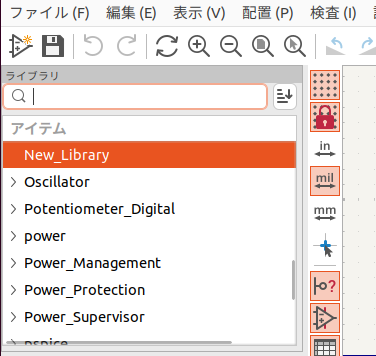 ファイル (F) 編集 (E) 表示 (V) 配置 (P) 検査 (I)
ライブラリ
アイテム
New_Library
Oscillator
Potentiometer_Digital
power
Power_Management
Power_Protection
Power_Supervisor
pspice
in
mil
mm